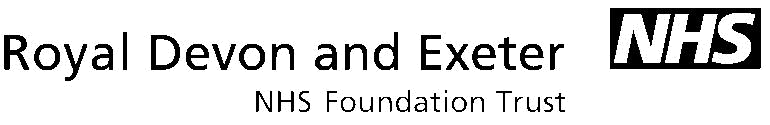 Royal Devon and Exeter NHS
NHS Foundation Trust